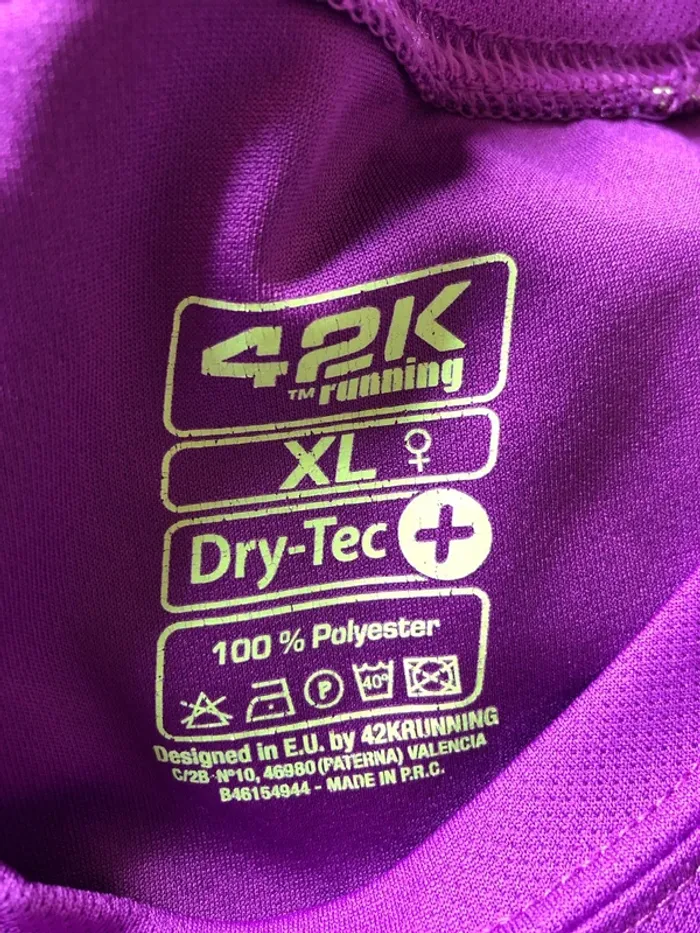 42K
™ running
XL ♀
Dry-Tec +
100 % Polyester
P 40°
Designed in E.U. by 42KRUNNING
C/2B Nº10, 46980 (PATERNA) VALENCIA
B46154944 - MADE IN P.R.C.